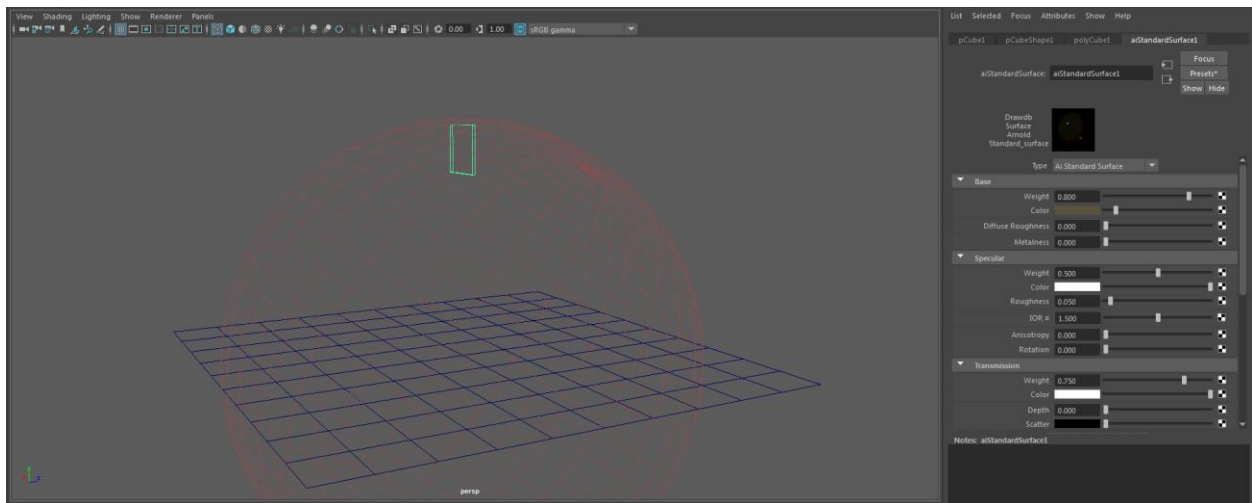 View Shading Lighting Show Renderer Panels
0.00 1.00 sRGB gamma
persp
List Selected Focus Attributes Show Help
pCube1 pCubeShape1 polyCube1 aiStandardSurface1
Focus
aiStandardSurface: aiStandardSurface1 Presets*
Show Hide
Drawdb
Surface
Arnold
Standard_surface
Type Ai Standard Surface
Base
Weight 0.800
Color
Diffuse Roughness 0.000
Metalness 0.000
Specular
Weight 0.500
Color
Roughness 0.050
IOR = 1.500
Anisotropy 0.000
Rotation 0.000
Transmission
Weight 0.750
Color
Depth 0.000
Scatter
Notes: aiStandardSurface1